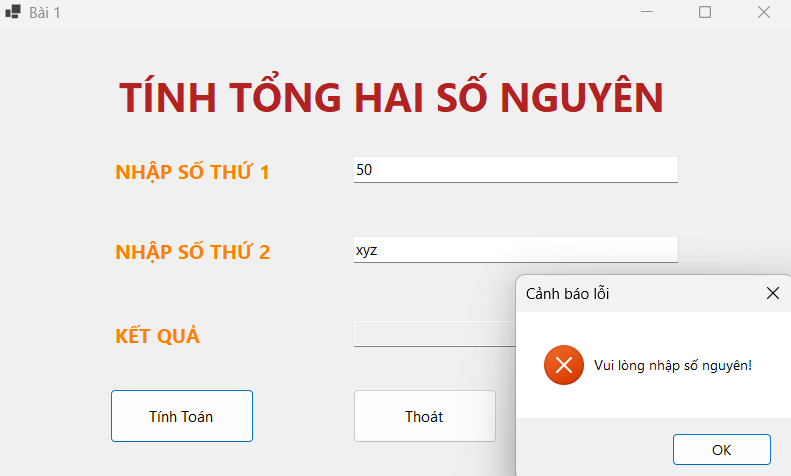 Bài 1
TÍNH TỔNG HAI SỐ NGUYÊN
NHẬP SỐ THỨ 1
50
NHẬP SỐ THỨ 2
xyz
KẾT QUẢ
Tính Toán
Thoát
Cảnh báo lỗi
Vui lòng nhập số nguyên!
OK